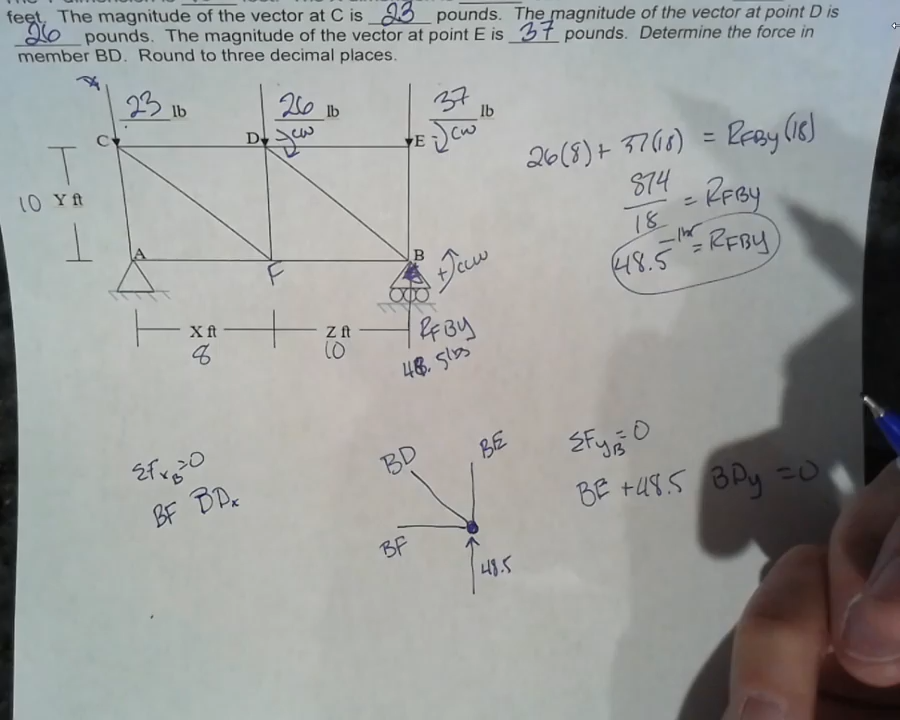 feet. The magnitude of the vector at C is 23 pounds. The magnitude of the vector at point D is
26 pounds. The magnitude of the vector at point E is 37 pounds. Determine the force in
member BD. Round to three decimal places.
23 lb 26 lb 37 lb
C D CW E CW
26(8) + 37(18) = RFBY(18)
874/18 = RFBY
48.5 lbs = RFBY
10 Y ft
A F B + CCW
X ft Z ft RFBY
8 10 48.5 lbs
ΣFxB=0
BF BDx
BD BE
BF
48.5
ΣFyB=0
BE +48.5 BDy =0